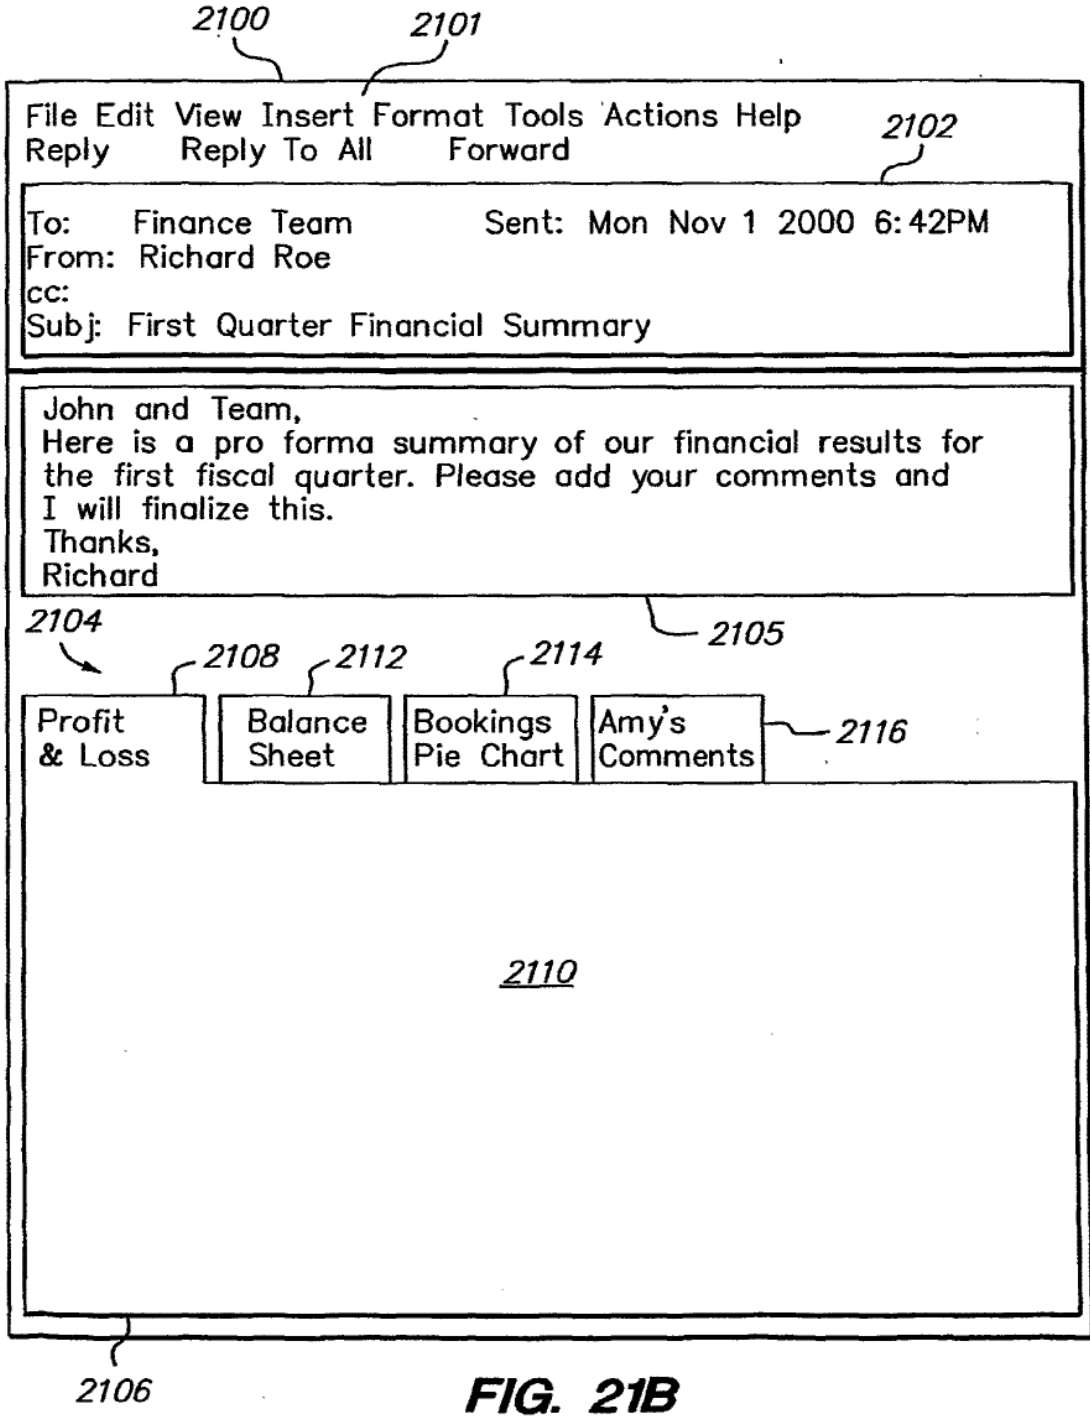 2100 2101
File Edit View Insert Format Tools Actions Help
2102
Reply Reply To All Forward
To: Finance Team Sent: Mon Nov 1 2000 6:42PM
From: Richard Roe
cc:
Subj: First Quarter Financial Summary
John and Team,
Here is a pro forma summary of our financial results for
the first fiscal quarter. Please add your comments and
I will finalize this.
Thanks,
Richard
2104
2105
2108 2112 2114
Profit
& Loss
Balance
Sheet
Bookings
Pie Chart
Amy's
Comments
2116
2110
2106
FIG. 21B